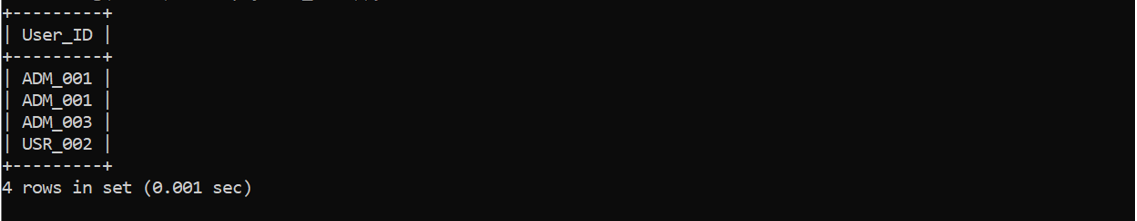 +---------+
| User_ID |
+---------+
| ADM_001 |
| ADM_001 |
| ADM_003 |
| USR_002 |
+---------+
4 rows in set (0.001 sec)